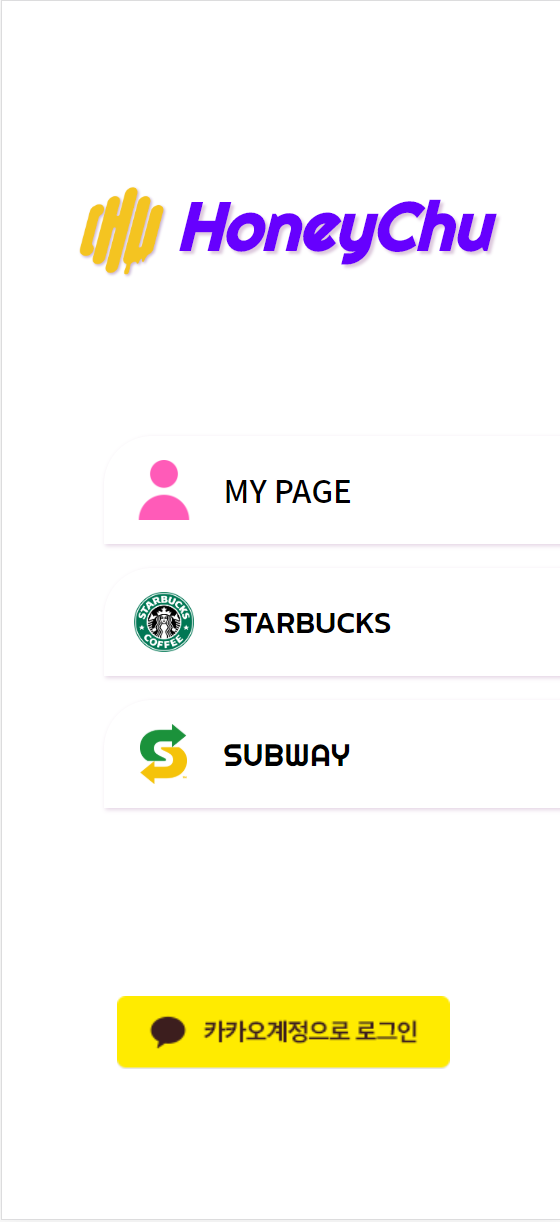 HoneyChu
MY PAGE
STARBUCKS
COFFEE
STARBUCKS
SUBWAY
카카오계정으로 로그인